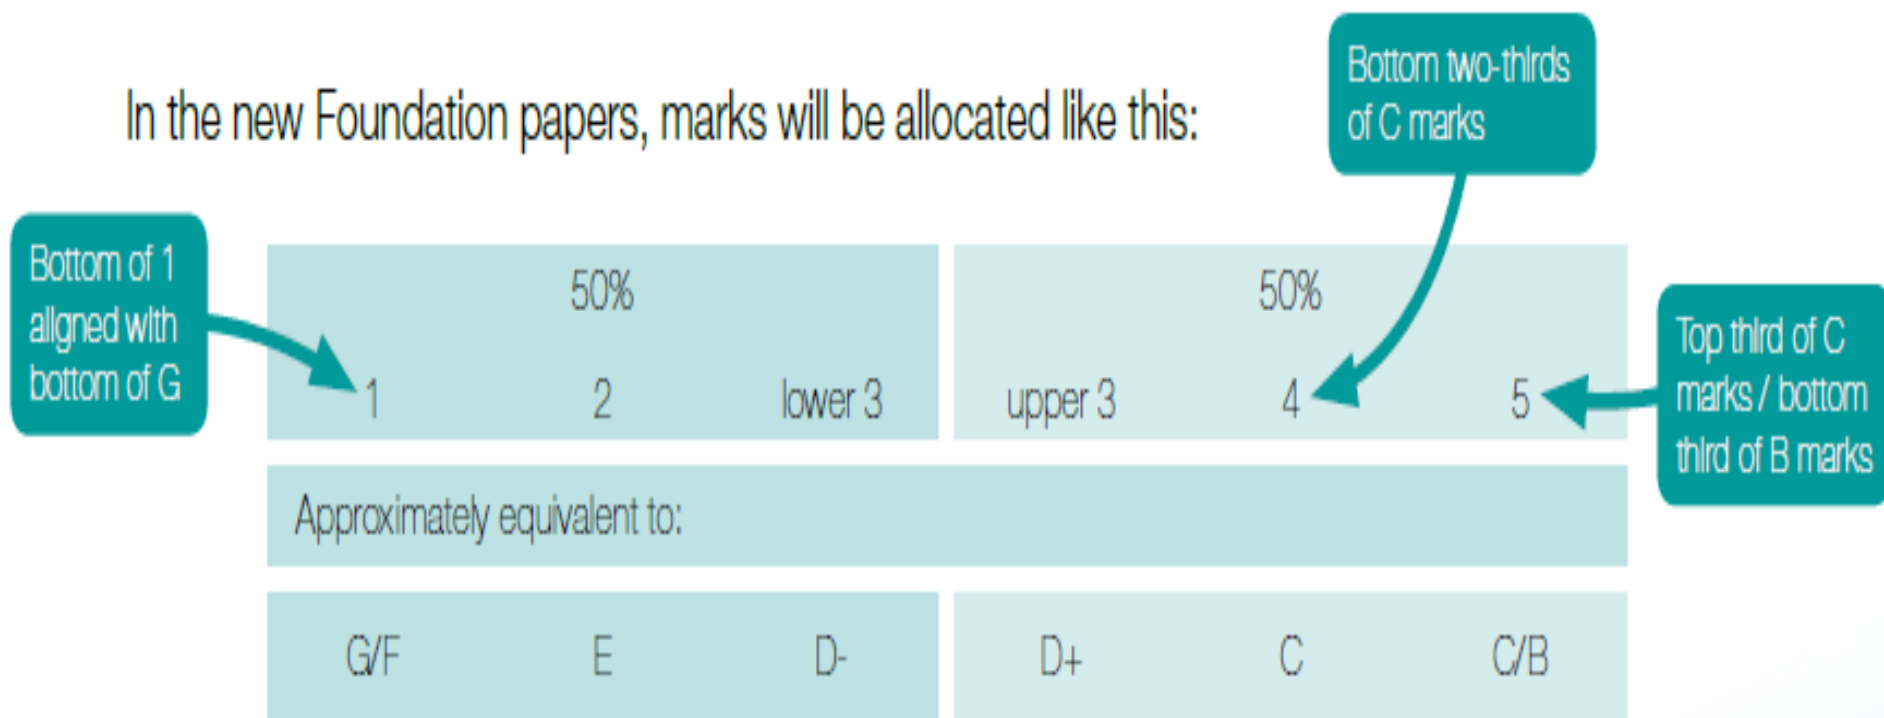 In the new Foundation papers, marks will be allocated like this:
Bottom two-thirds
of C marks
Bottom of 1
aligned with
bottom of G
50%
50%
1 2 lower 3 upper 3 4 5
Top third of C
marks / bottom
third of B marks
Approximately equivalent to:
G/F E D- D+ C C/B